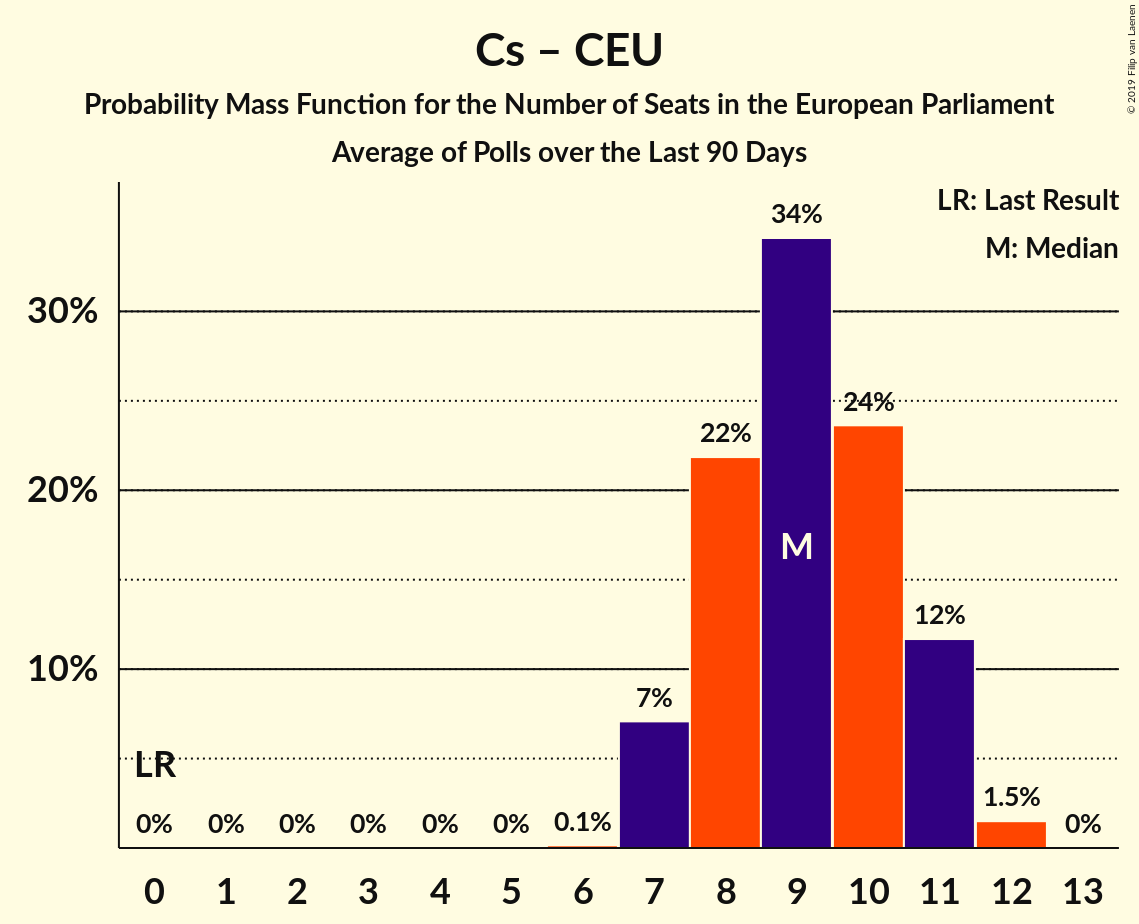 Cs – CEU
Probability Mass Function for the Number of Seats in the European Parliament
Average of Polls over the Last 90 Days
© 2019 Filip van Laenen
LR: Last Result
M: Median
30%
20%
10%
LR
0%
0%
0%
0%
0%
0%
0.1%
7%
22%
34%
M
24%
12%
1.5%
0%
0 1 2 3 4 5 6 7 8 9 10 11 12 13